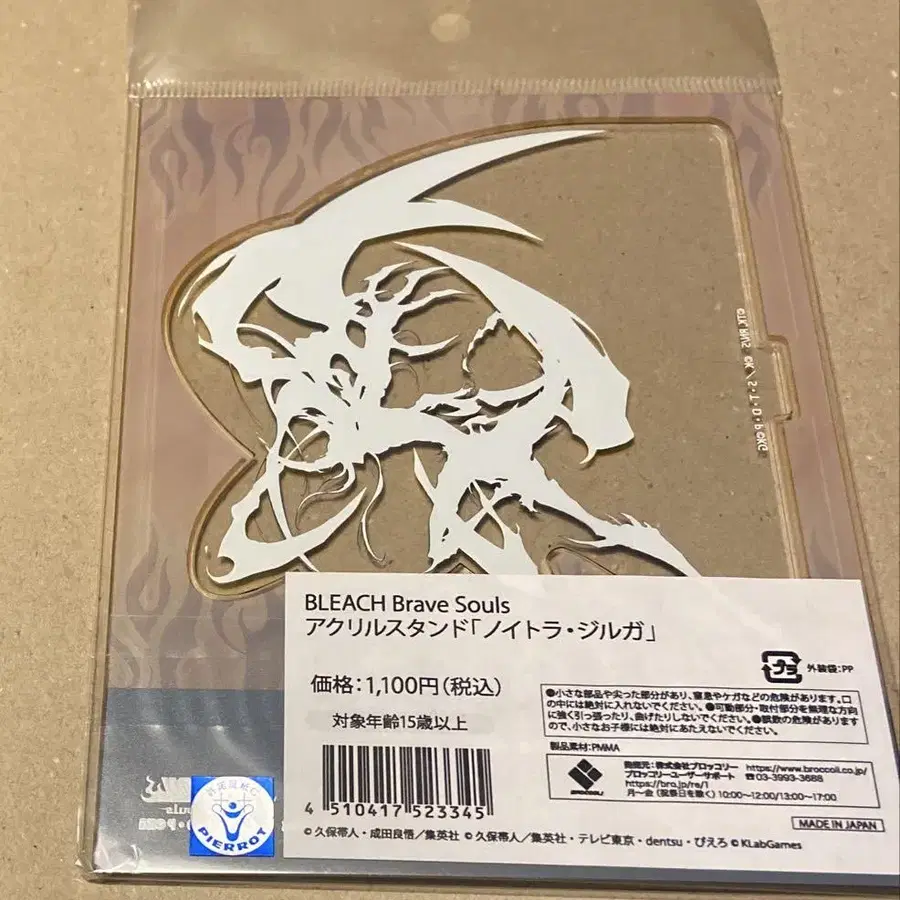 BLEACH Brave Souls
アクリルスタンド「ノイトラ・ジルガ」
価格：1,100円（税込）
対象年齢15歳以上
プラ
外装袋：PP
●小さな部品や尖った部分があり、窒息やケガなどの危険があります。口
の中には絶対に入れないでください。●可動部分・取付部分を無理な方向
に強く引っ張ったり、曲げたりしないでください。●誤飲の危険があります
ので、小さなお子様には絶対にあたえないでください。
製品素材：PMMA
BROCCOLI
発売元：株式会社ブロッコリー https://www.broccoli.co.jp/
ブロッコリーユーザーサポート ☎03-3993-3688
https://bro.jp/re/1
月〜金（祝祭日を除く）10:00〜12:00/13:00〜17:00
MADE IN JAPAN
4 510417 523345
©久保帯人・成田良悟／集英社 ©久保帯人／集英社・テレビ東京・dentsu・ぴえろ ©KLabGames
PIERROT